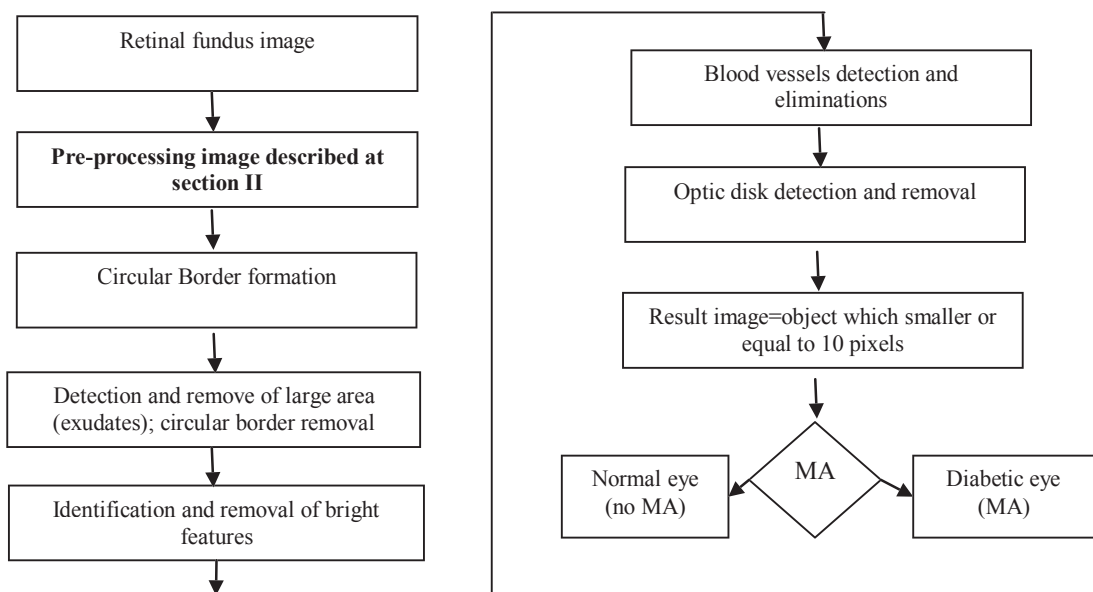 Retinal fundus image
Pre-processing image described at
section II
Circular Border formation
Detection and remove of large area
(exudates); circular border removal
Identification and removal of bright
features
Blood vessels detection and
eliminations
Optic disk detection and removal
Result image=object which smaller or
equal to 10 pixels
MA
Normal eye
(no MA)
Diabetic eye
(MA)